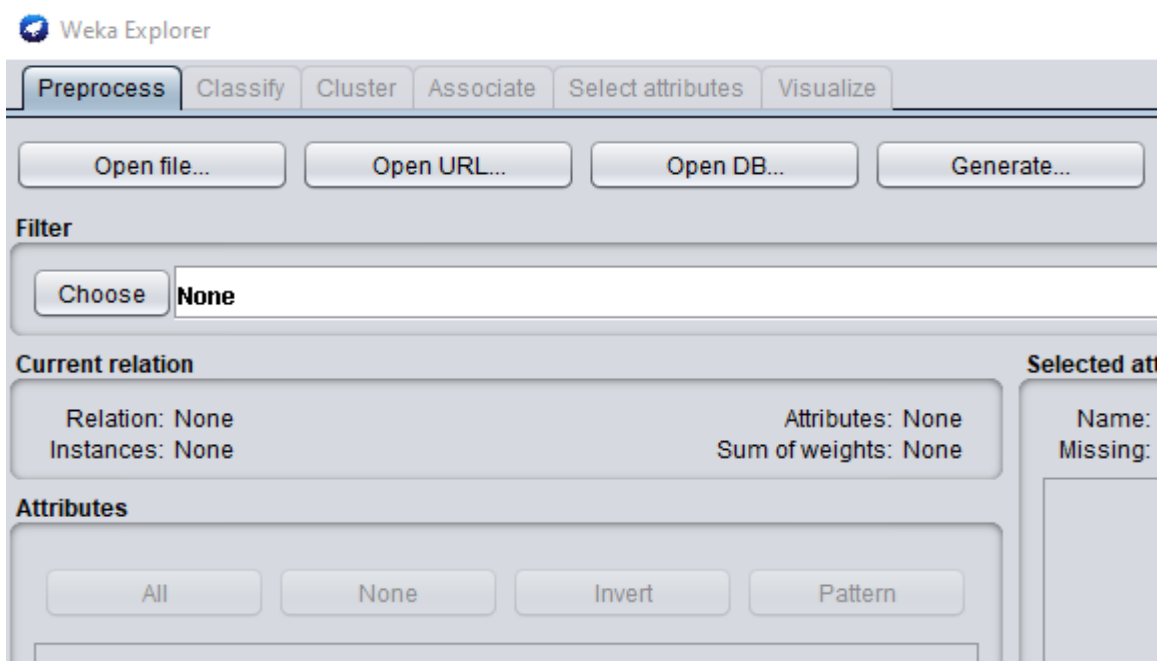 Weka Explorer
Preprocess Classify Cluster Associate Select attributes Visualize
Open file... Open URL... Open DB... Generate...
Filter
Choose None
Current relation
Relation: None Attributes: None
Instances: None Sum of weights: None
Selected att
Name:
Missing:
Attributes
All None Invert Pattern